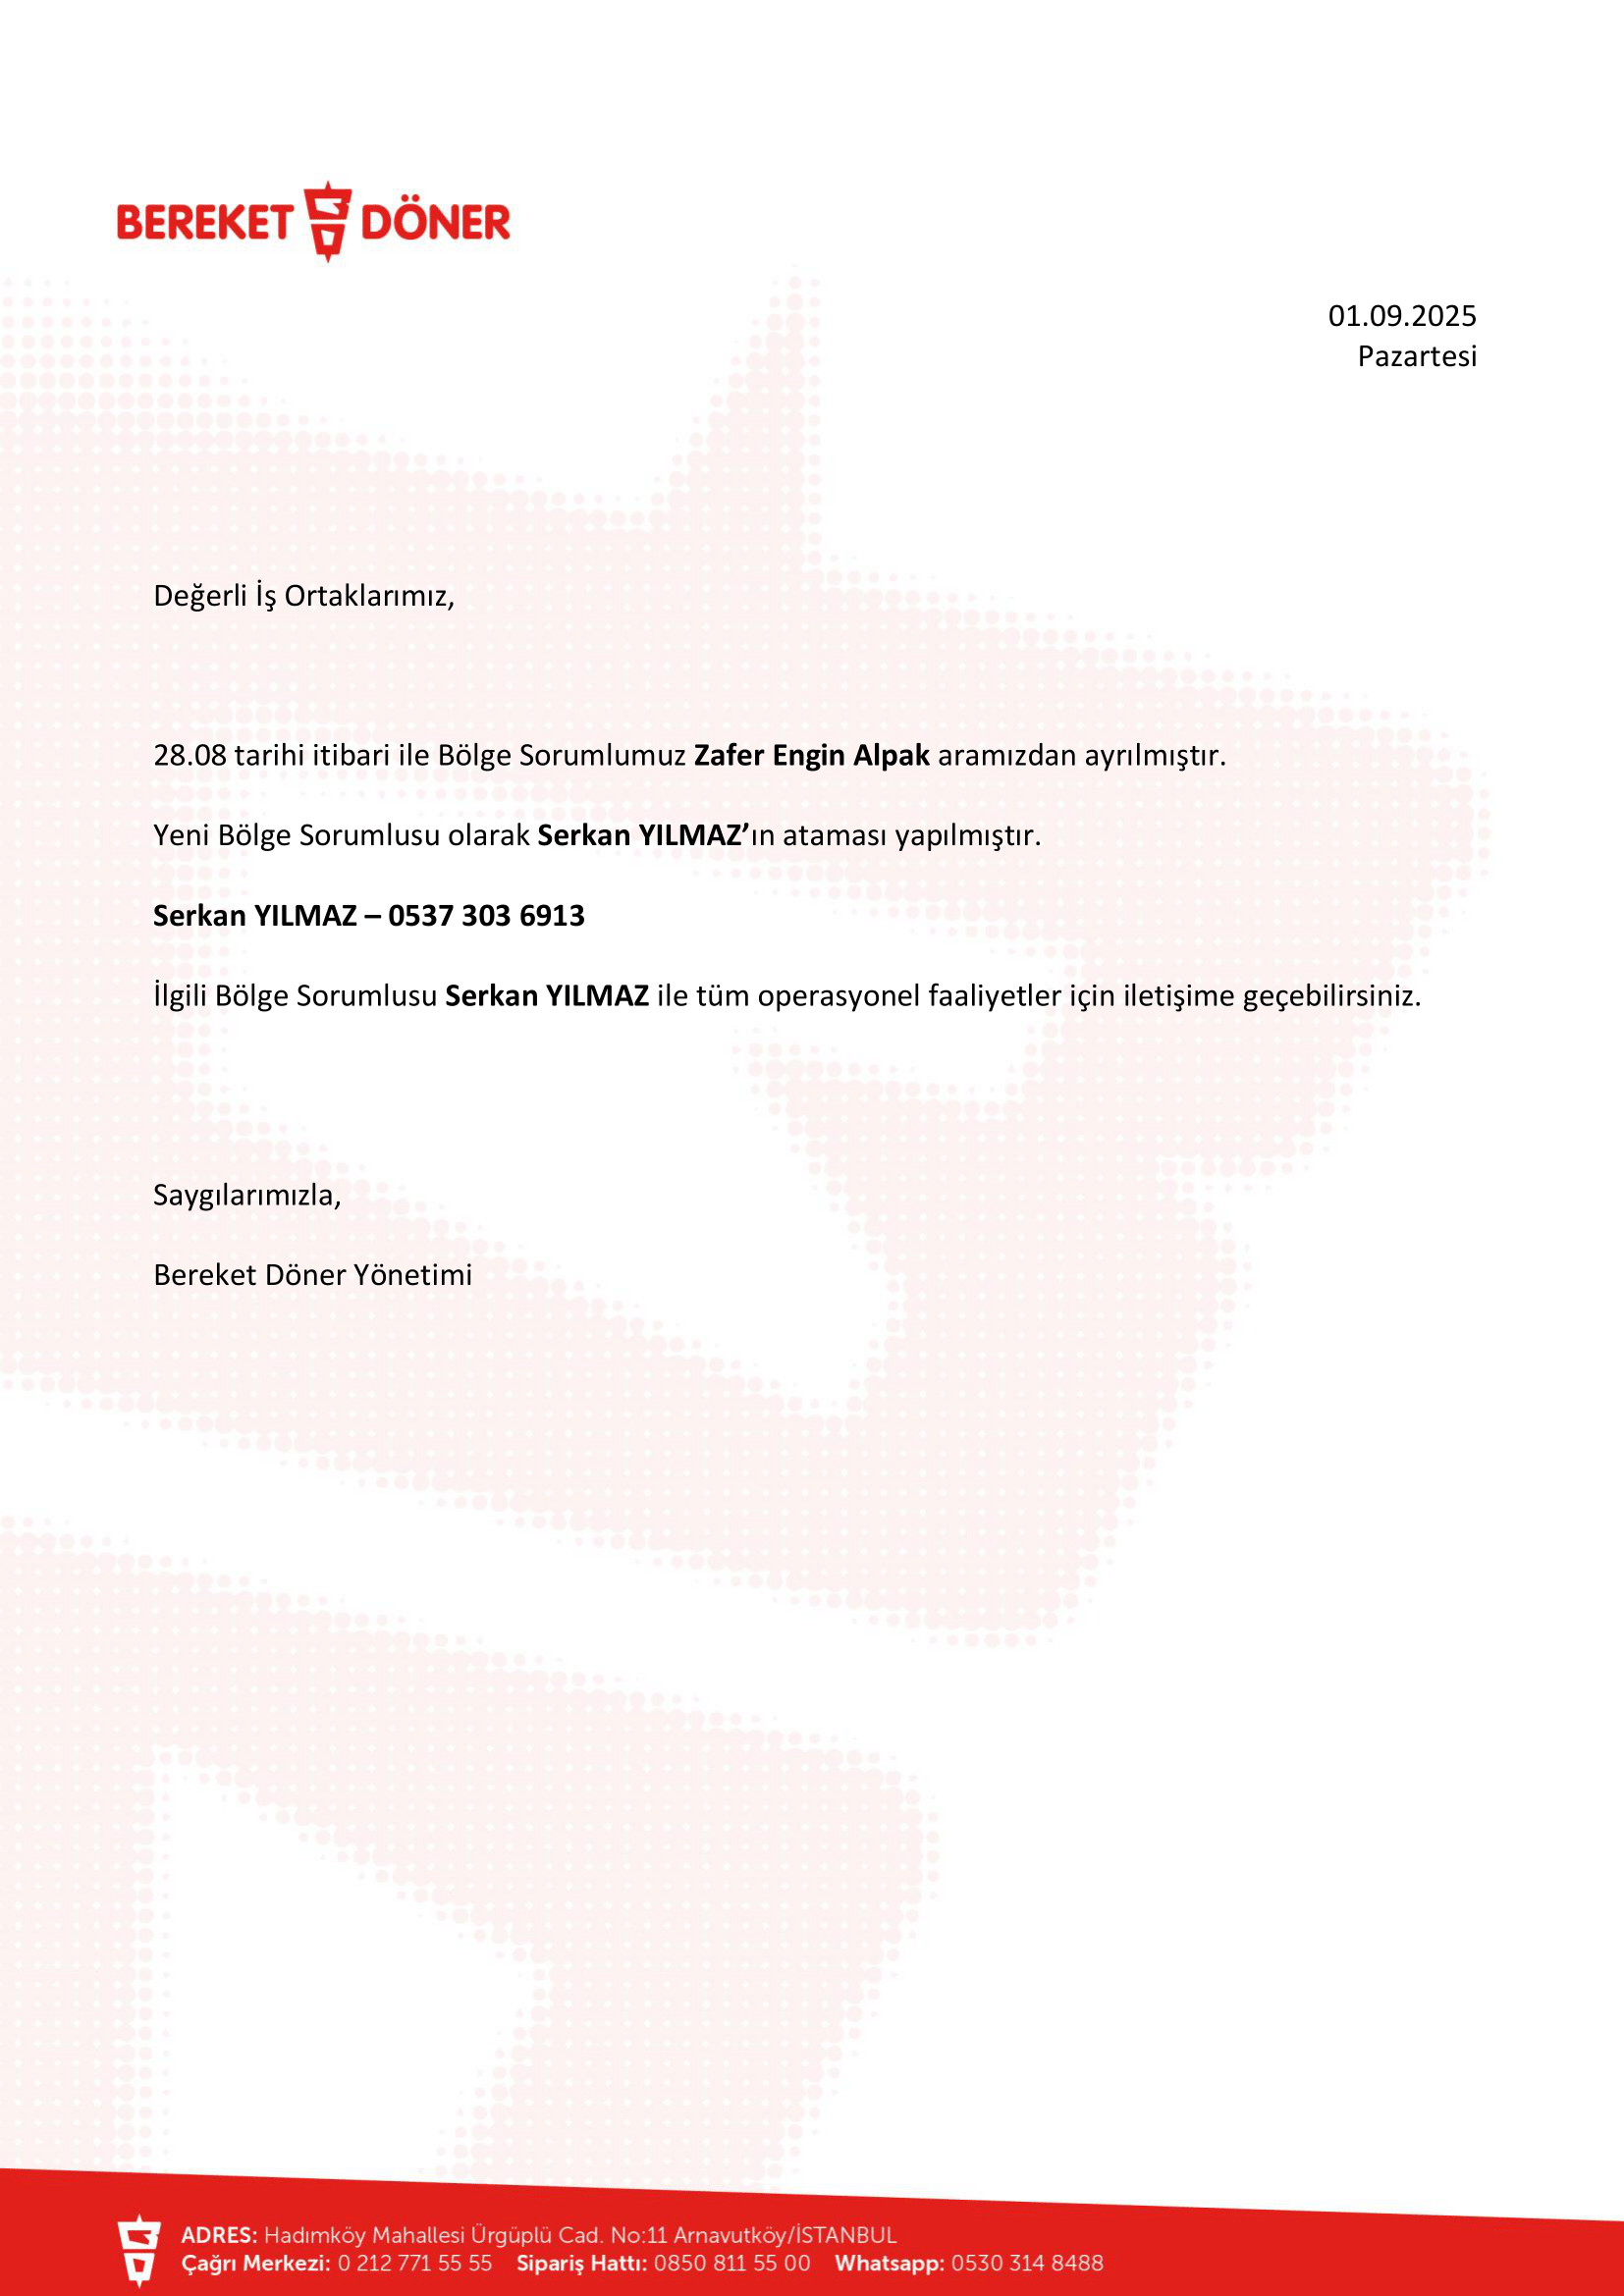 BEREKET DÖNER
01.09.2025
Pazartesi
Değerli İş Ortaklarımız,
28.08 tarihi itibari ile Bölge Sorumlumuz Zafer Engin Alpak aramızdan ayrılmıştır.
Yeni Bölge Sorumlusu olarak Serkan YILMAZ’ın ataması yapılmıştır.
Serkan YILMAZ – 0537 303 6913
İlgili Bölge Sorumlusu Serkan YILMAZ ile tüm operasyonel faaliyetler için iletişime geçebilirsiniz.
Saygılarımızla,
Bereket Döner Yönetimi
ADRES: Hadımköy Mahallesi Ürgüplü Cad. No:11 Arnavutköy/İSTANBUL
Çağrı Merkezi: 0 212 771 55 55 Sipariş Hattı: 0850 811 55 00 Whatsapp: 0530 314 8488